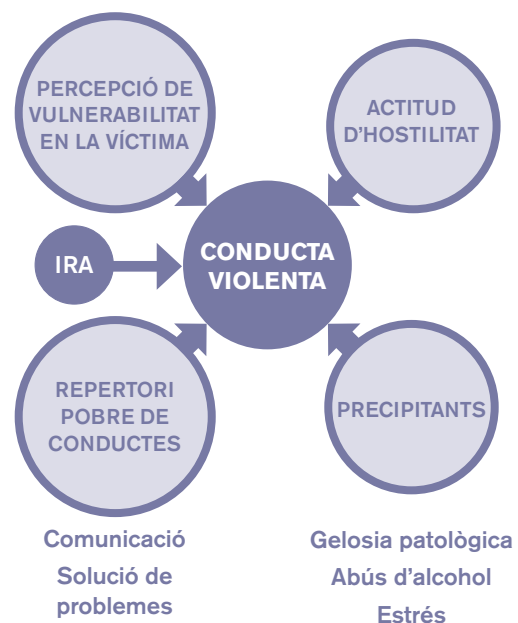 PERCEPCIÓ DE
VULNERABILITAT
EN LA VÍCTIMA
ACTITUD
D'HOSTILITAT
IRA
CONDUCTA
VIOLENTA
REPERTORI
POBRE DE
CONDUCTES
PRECIPITANTS
Comunicació
Solució de
problemes
Gelosia patològica
Abús d'alcohol
Estrés